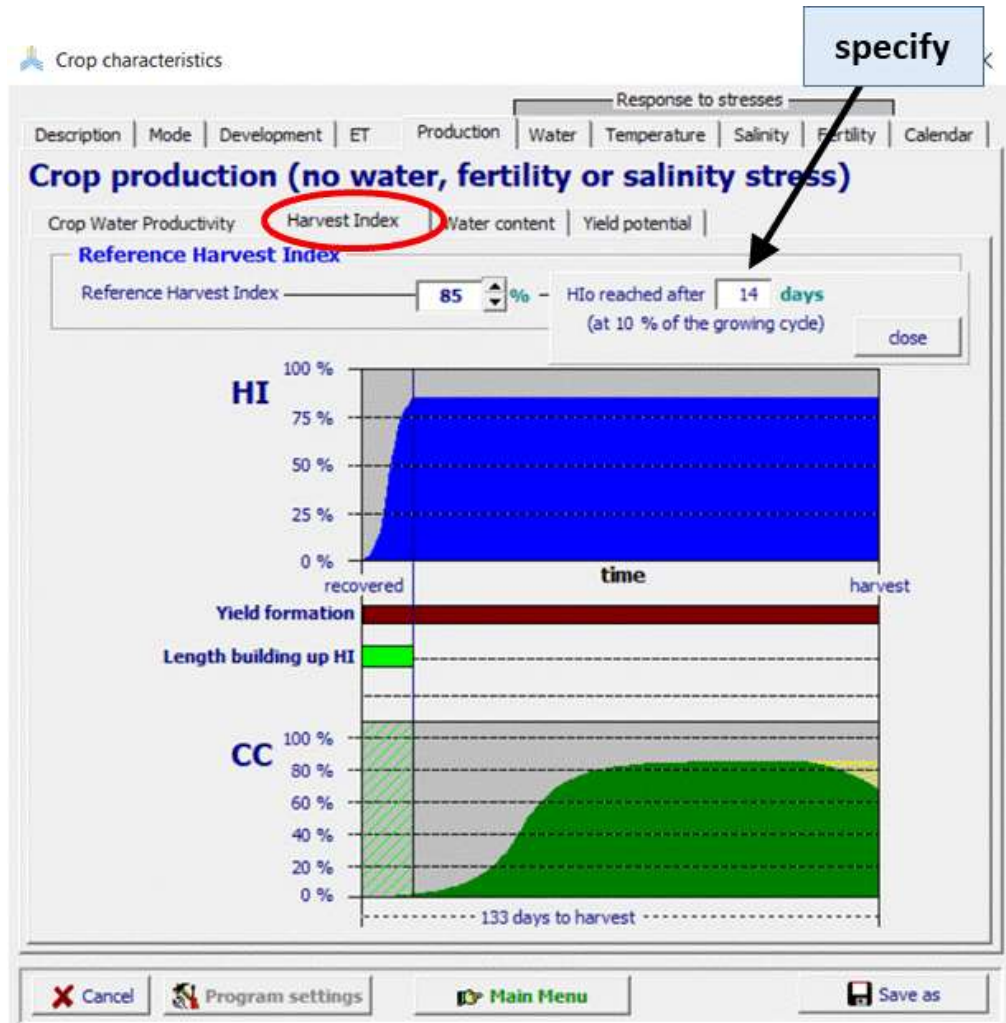 specify
Crop characteristics
Response to stresses
Description Mode Development ET Production Water Temperature Salinity Fertility Calendar
Crop production (no water, fertility or salinity stress)
Crop Water Productivity Harvest Index Water content Yield potential
Reference Harvest Index
Reference Harvest Index 85 % HIo reached after 14 days
(at 10 % of the growing cycle)
close
HI
100 %
75 %
50 %
25 %
0 %
recovered time harvest
Yield formation
Length building up HI
CC
100 %
80 %
60 %
40 %
20 %
0 %
133 days to harvest
Cancel Program settings Main Menu Save as